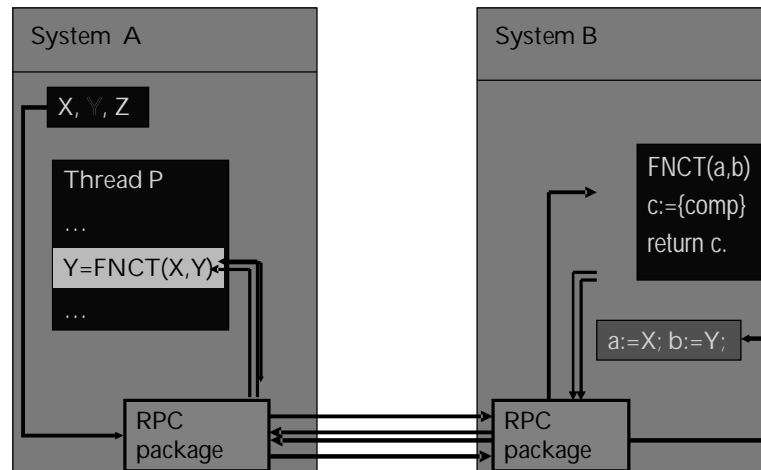 System A
X, Y, Z
Thread P
...
Y=FNCT(X,Y)
...
RPC
package
System B
FNCT(a,b)
c:={comp}
return c.
a:=X; b:=Y;
RPC
package